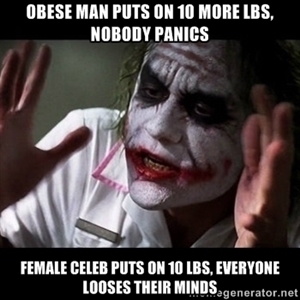 OBESE MAN PUTS ON 10 MORE LBS,
NOBODY PANICS
FEMALE CELEB PUTS ON 10 LBS, EVERYONE
LOOSES THEIR MINDS
generator.net